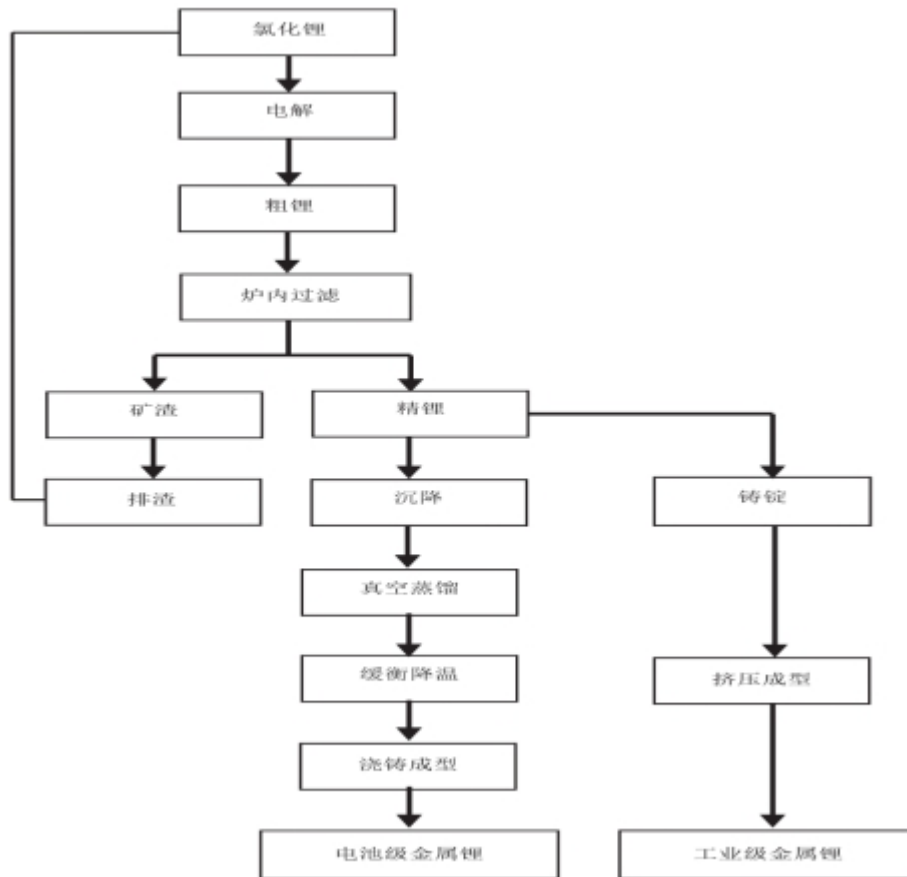 氯化锂
电解
粗锂
炉内过滤
矿渣
精锂
排渣
沉降
铸锭
真空蒸馏
缓衡降温
挤压成型
浇铸成型
电池级金属锂
工业级金属锂